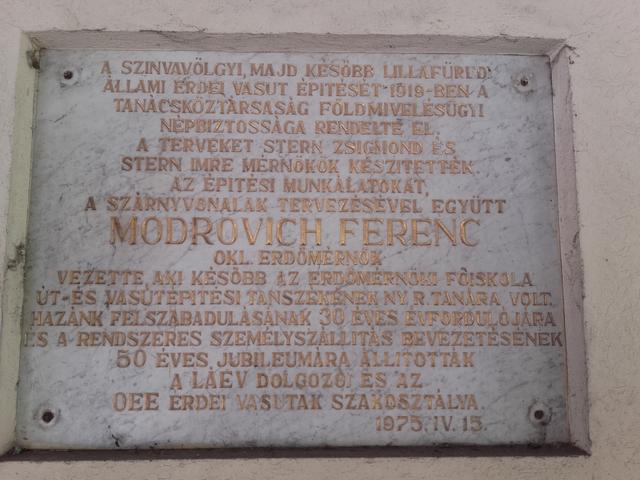 A SZINVAVÖLGYI, MAJD KÉSŐBB LILLAFÜREDI
ÁLLAMI ERDEI VASUT ÉPITÉSÉT 1919-BEN A
TANÁCSKÖZTÁRSASÁG FÖLDMIVELÉSÜGYI
NÉPBIZTOSSÁGA RENDELTE EL.
A TERVEKET STERN ZSIGMOND ÉS
STERN IMRE MÉRNÖKÖK KÉSZITETTÉK
AZ ÉPITÉSI MUNKÁLATOKAT,
A SZÁRNYVONALAK TERVEZÉSÉVEL EGYÜTT
MODROVICH FERENC
OKL. ERDŐMÉRNÖK
VEZETTE, AKI KÉSŐBB AZ ERDŐMÉRNÖKI FŐISKOLA
ÚT-ÉS VASÚTÉPITÉSI TANSZÉKÉNEK NY. R. TANÁRA VOLT.
HAZÁNK FELSZABADULÁSÁNAK 30 ÉVES ÉVFORDULÓJÁRA
ÉS A RENDSZERES SZEMÉLYSZÁLLITÁS BEVEZETÉSÉNEK
50 ÉVES JUBILEUMÁRA ÁLLITOTTÁK
A LÁÉV DOLGOZÓI ÉS AZ
OEE ERDEI VASUTAK SZAKOSZTÁLYA
1975. IV. 15.